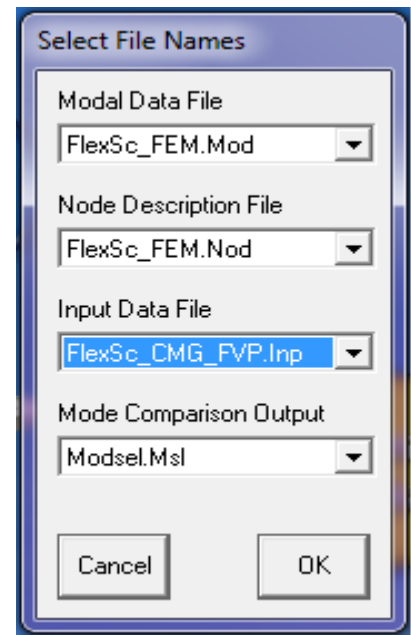 Select File Names
Modal Data File
FlexSc_FEM.Mod
Node Description File
FlexSc_FEM.Nod
Input Data File
FlexSc_CMG_FVP.Inp
Mode Comparison Output
Modsel.Msl
Cancel OK